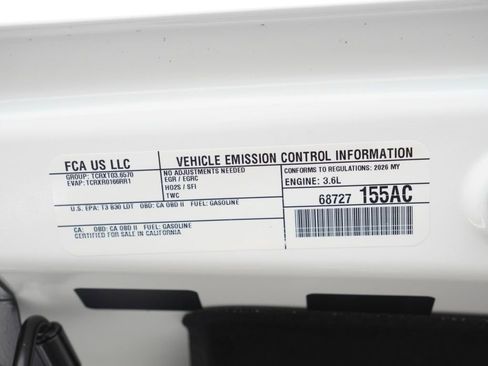 FCA US LLC
VEHICLE EMISSION CONTROL INFORMATION
GROUP: TCRXT03.6570
EVAP: TCRXR0166RR1
NO ADJUSTMENTS NEEDED
EGR / EGRC
HO2S / SFI
TWC
CONFORMS TO REGULATIONS: 2026 MY
ENGINE: 3.6L
U.S. EPA: T3 B30 LDT OBD: CA OBD II FUEL: GASOLINE
68727 155AC
CA: OBD: CA OBD II FUEL: GASOLINE
CERTIFIED FOR SALE IN CALIFORNIA